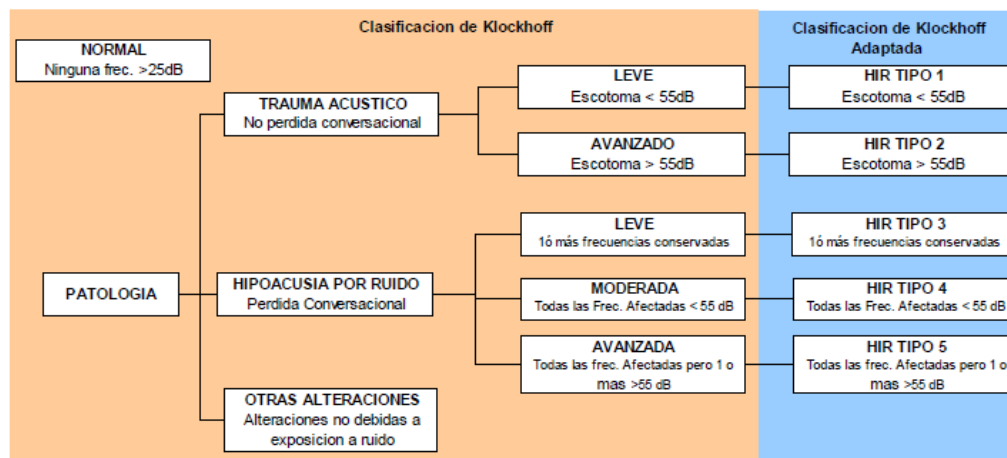 Clasificacion de Klockhoff
Clasificacion de Klockhoff
Adaptada
NORMAL
Ninguna frec. >25dB
LEVE
Escotoma < 55dB
HIR TIPO 1
Escotoma < 55dB
TRAUMA ACUSTICO
No perdida conversacional
AVANZADO
Escotoma > 55dB
HIR TIPO 2
Escotoma > 55dB
LEVE
1ó más frecuencias conservadas
HIR TIPO 3
1ó más frecuencias conservadas
PATOLOGIA
HIPOACUSIA POR RUIDO
Perdida Conversacional
MODERADA
Todas las Frec. Afectadas < 55 dB
HIR TIPO 4
Todas las Frec. Afectadas < 55 dB
AVANZADA
Todas las frec. Afectadas pero 1 o
mas >55 dB
HIR TIPO 5
Todas las frec. Afectadas pero 1 o
mas >55 dB
OTRAS ALTERACIONES
Alteraciones no debidas a
exposicion a ruido